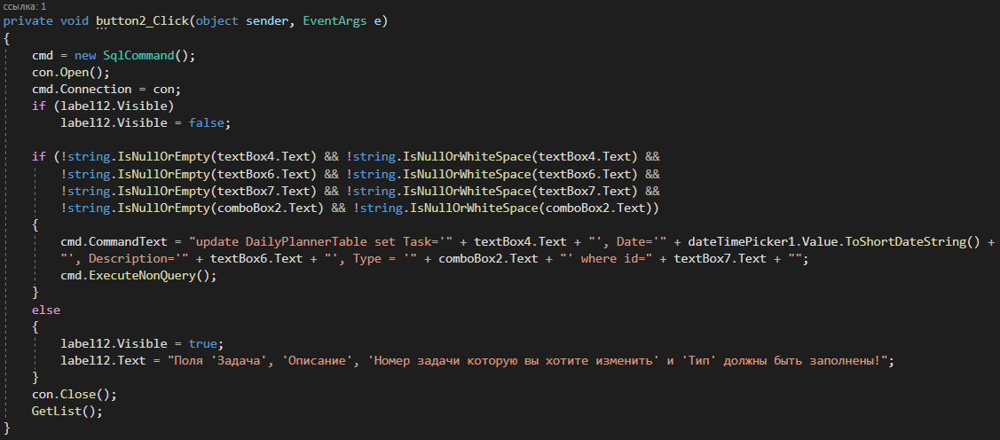 ссылка: 1
private void button2_Click(object sender, EventArgs e)
{
cmd = new SqlCommand();
con.Open();
cmd.Connection = con;
if (label12.Visible)
label12.Visible = false;
if (!string.IsNullOrEmpty(textBox4.Text) && !string.IsNullOrWhiteSpace(textBox4.Text) &&
!string.IsNullOrEmpty(textBox6.Text) && !string.IsNullOrWhiteSpace(textBox6.Text) &&
!string.IsNullOrEmpty(textBox7.Text) && !string.IsNullOrWhiteSpace(textBox7.Text) &&
!string.IsNullOrEmpty(comboBox2.Text) && !string.IsNullOrWhiteSpace(comboBox2.Text))
{
cmd.CommandText = "update DailyPlannerTable set Task='" + textBox4.Text + "', Date='" + dateTimePicker1.Value.ToShortDateString() +
"', Description='" + textBox6.Text + "', Type = '" + comboBox2.Text + "' where id=" + textBox7.Text + "";
cmd.ExecuteNonQuery();
}
else
{
label12.Visible = true;
label12.Text = "Поля 'Задача', 'Описание', 'Номер задачи которую вы хотите изменить' и 'Тип' должны быть заполнены!";
}
con.Close();
GetList();
}